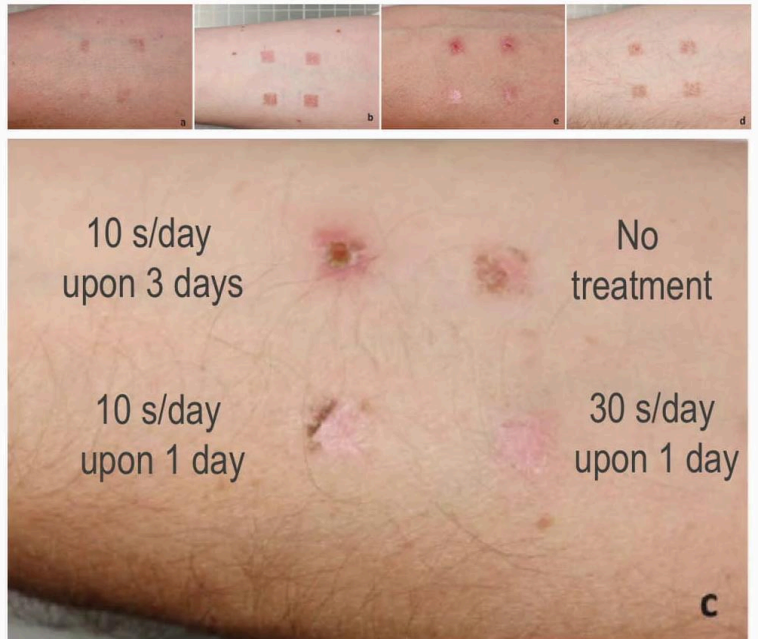 a
b
e
d
10 s/day
upon 3 days
No
treatment
10 s/day
upon 1 day
30 s/day
upon 1 day
c